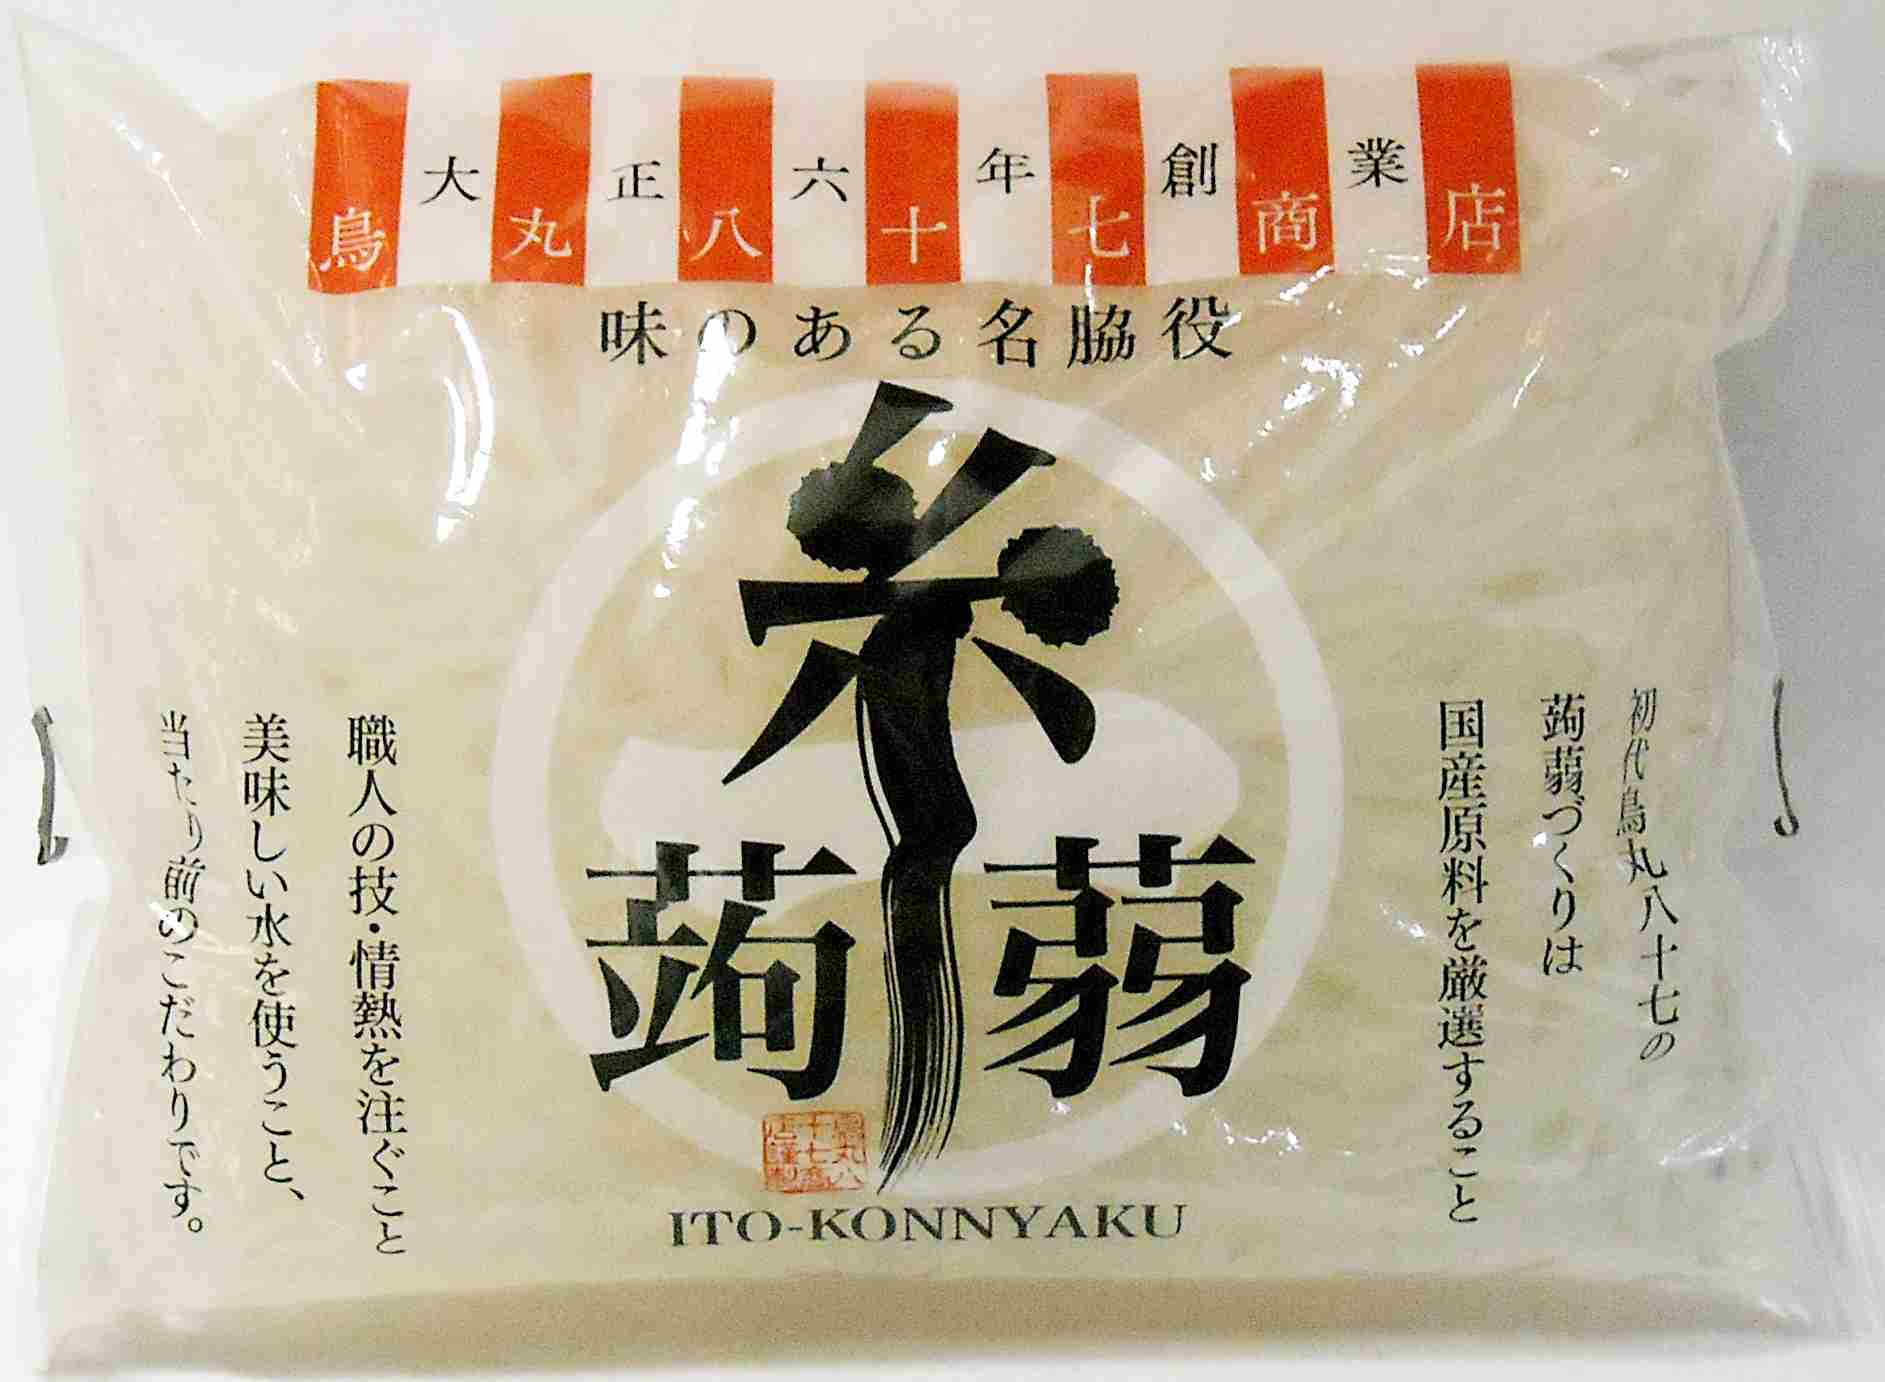 大正六年創業
鳥丸八十七商店
味のある名脇役
糸
蒟蒻
初代鳥丸八十七の
蒟蒻づくりは
国産原料を厳選すること
職人の技・情熱を注ぐこと
美味しい水を使うこと、
当たり前のこだわりです。
ITO-KONNYAKU